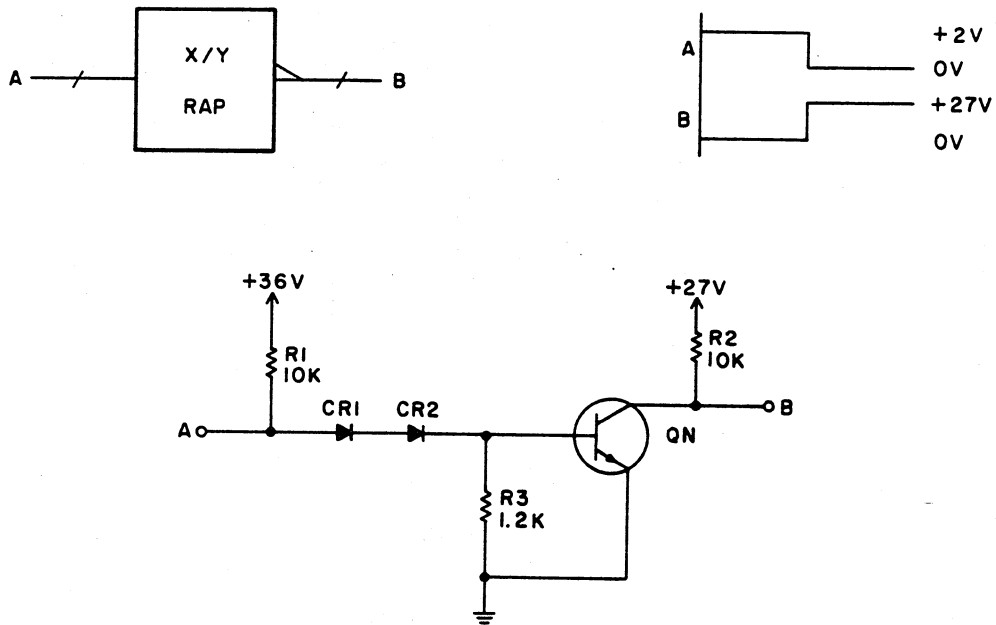 A
X/Y
RAP
B
A
B
+2V
0V
+27V
0V
+36V
R1
10K
CR1
CR2
A
R3
1.2K
+27V
R2
10K
B
QN